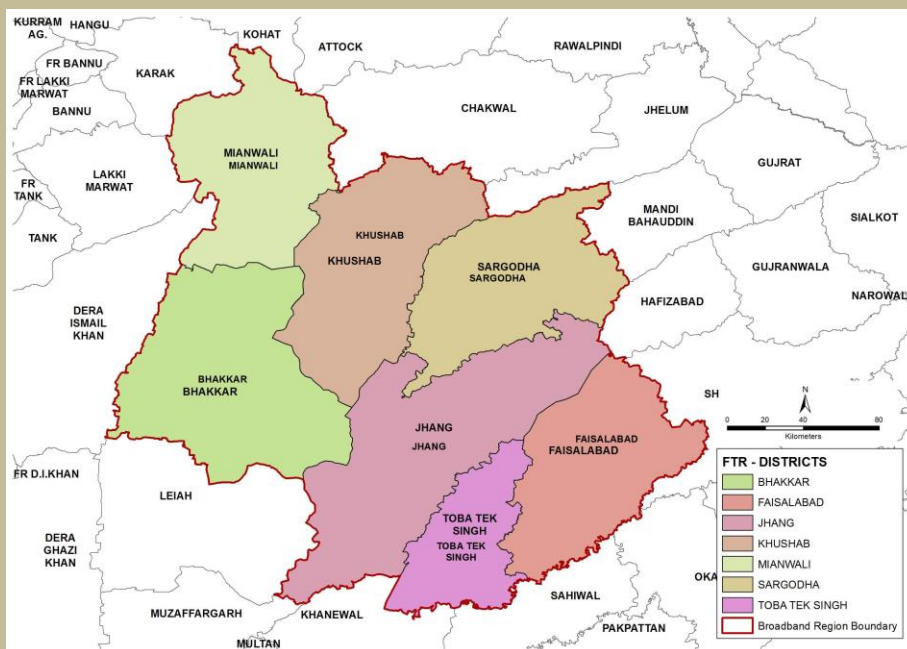 KURRAM
AG.
HANGU
KOHAT
ATTOCK
RAWALPINDI
FR BANNU
KARAK
FR LAKKI
MARWAT
BANNU
CHAKWAL
JHELUM
MIANWALI
MIANWALI
GUJRAT
LAKKI
MARWAT
FR
TANK
TANK
MANDI
BAHAUDDIN
SIALKOT
KHUSHAB
KHUSHAB
SARGODHA
SARGODHA
GUJRANWALA
HAFIZABAD
NAROWAL
DERA
ISMAIL
KHAN
BHAKKAR
BHAKKAR
SH
N
0 20 40 80
Kilometers
JHANG
JHANG
FAISALABAD
FAISALABAD
FR D.I.KHAN
LEIAH
TOBA TEK
SINGH
TOBA TEK
SINGH
DERA
GHAZI
KHAN
MUZAFFARGARH
KHANEWAL
MULTAN
SAHIWAL
PAKPATTAN
OKA
FTR - DISTRICTS
BHAKKAR
FAISALABAD
JHANG
KHUSHAB
MIANWALI
SARGODHA
TOBA TEK SINGH
Broadband Region Boundary